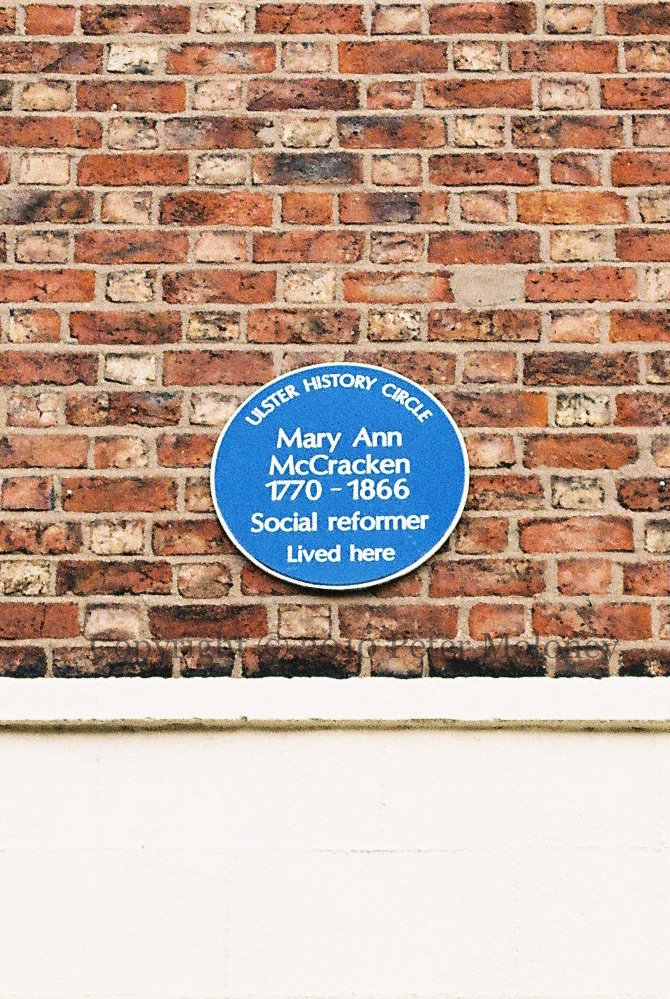 ULSTER HISTORY CIRCLE
Mary Ann
McCracken
1770 - 1866
Social reformer
Lived here
Copyright © 2010 Peter Moloney